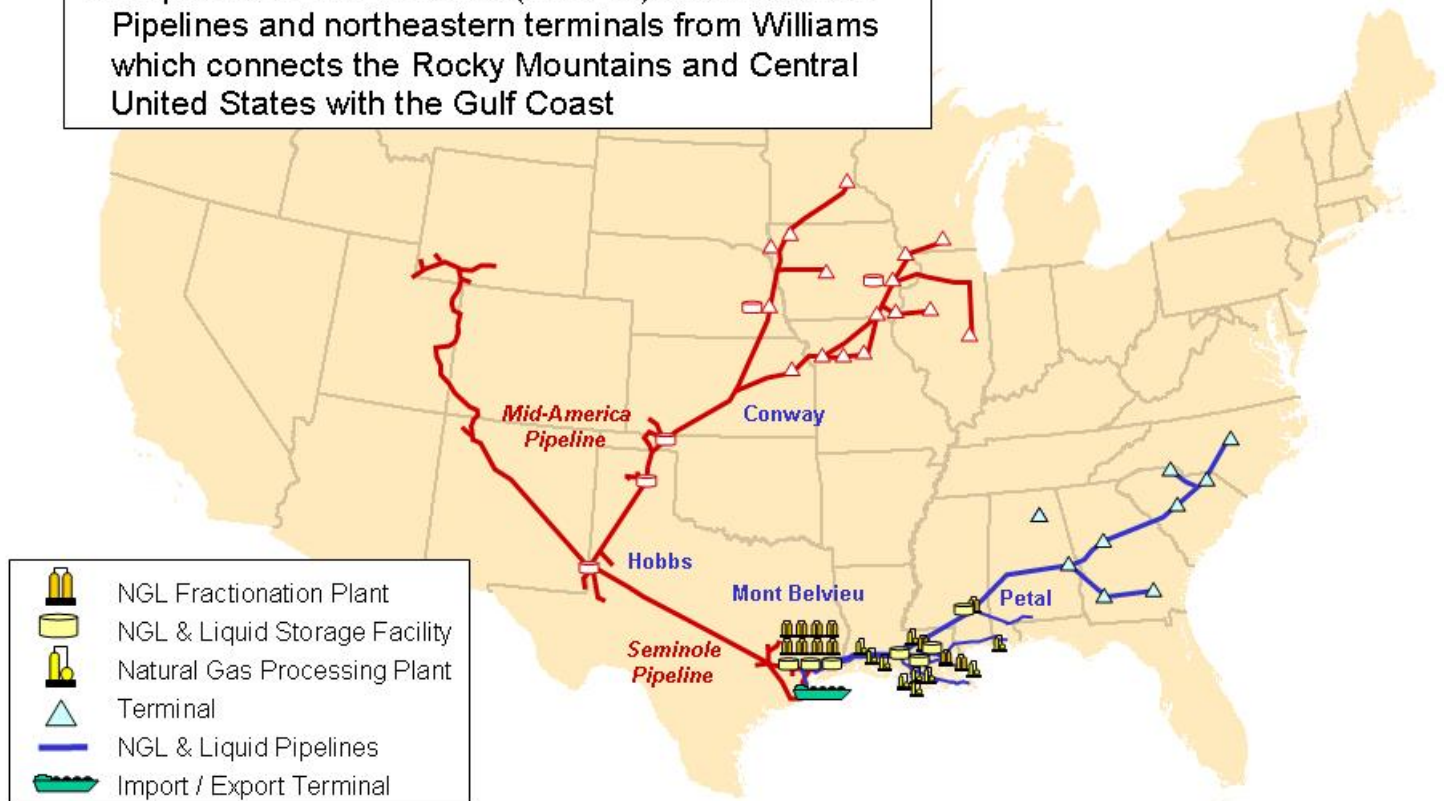 Pipelines and northeastern terminals from Williams
which connects the Rocky Mountains and Central
United States with the Gulf Coast
Mid-America
Pipeline
Conway
Hobbs
Mont Belvieu
Petal
Seminole
Pipeline
NGL Fractionation Plant
NGL & Liquid Storage Facility
Natural Gas Processing Plant
Terminal
NGL & Liquid Pipelines
Import / Export Terminal